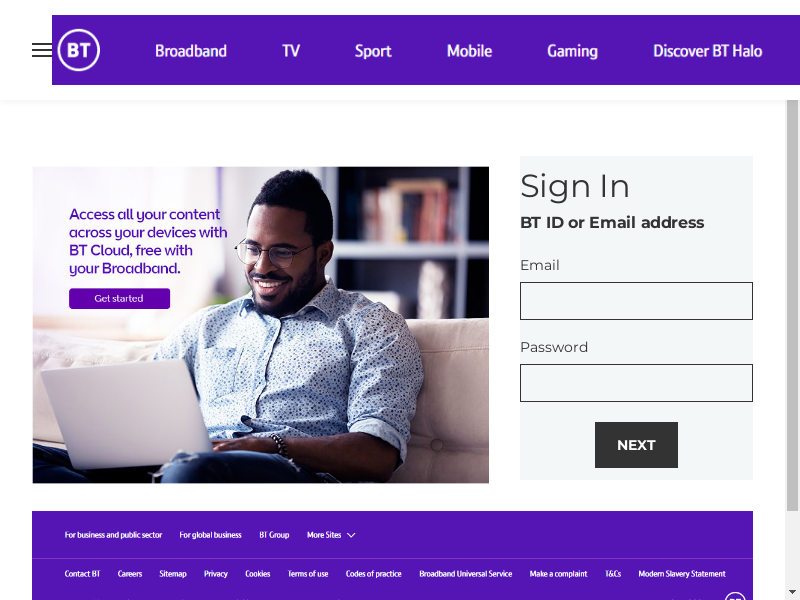 BT Broadband TV Sport Mobile Gaming Discover BT Halo
Access all your content
across your devices with
BT Cloud, free with
your Broadband.
Get started
Sign In
BT ID or Email address
Email
Password
NEXT
For business and public sector For global business BT Group More Sites
Contact BT Careers Sitemap Privacy Cookies Terms of use Codes of practice Broadband Universal Service Make a complaint T&Cs Modern Slavery Statement